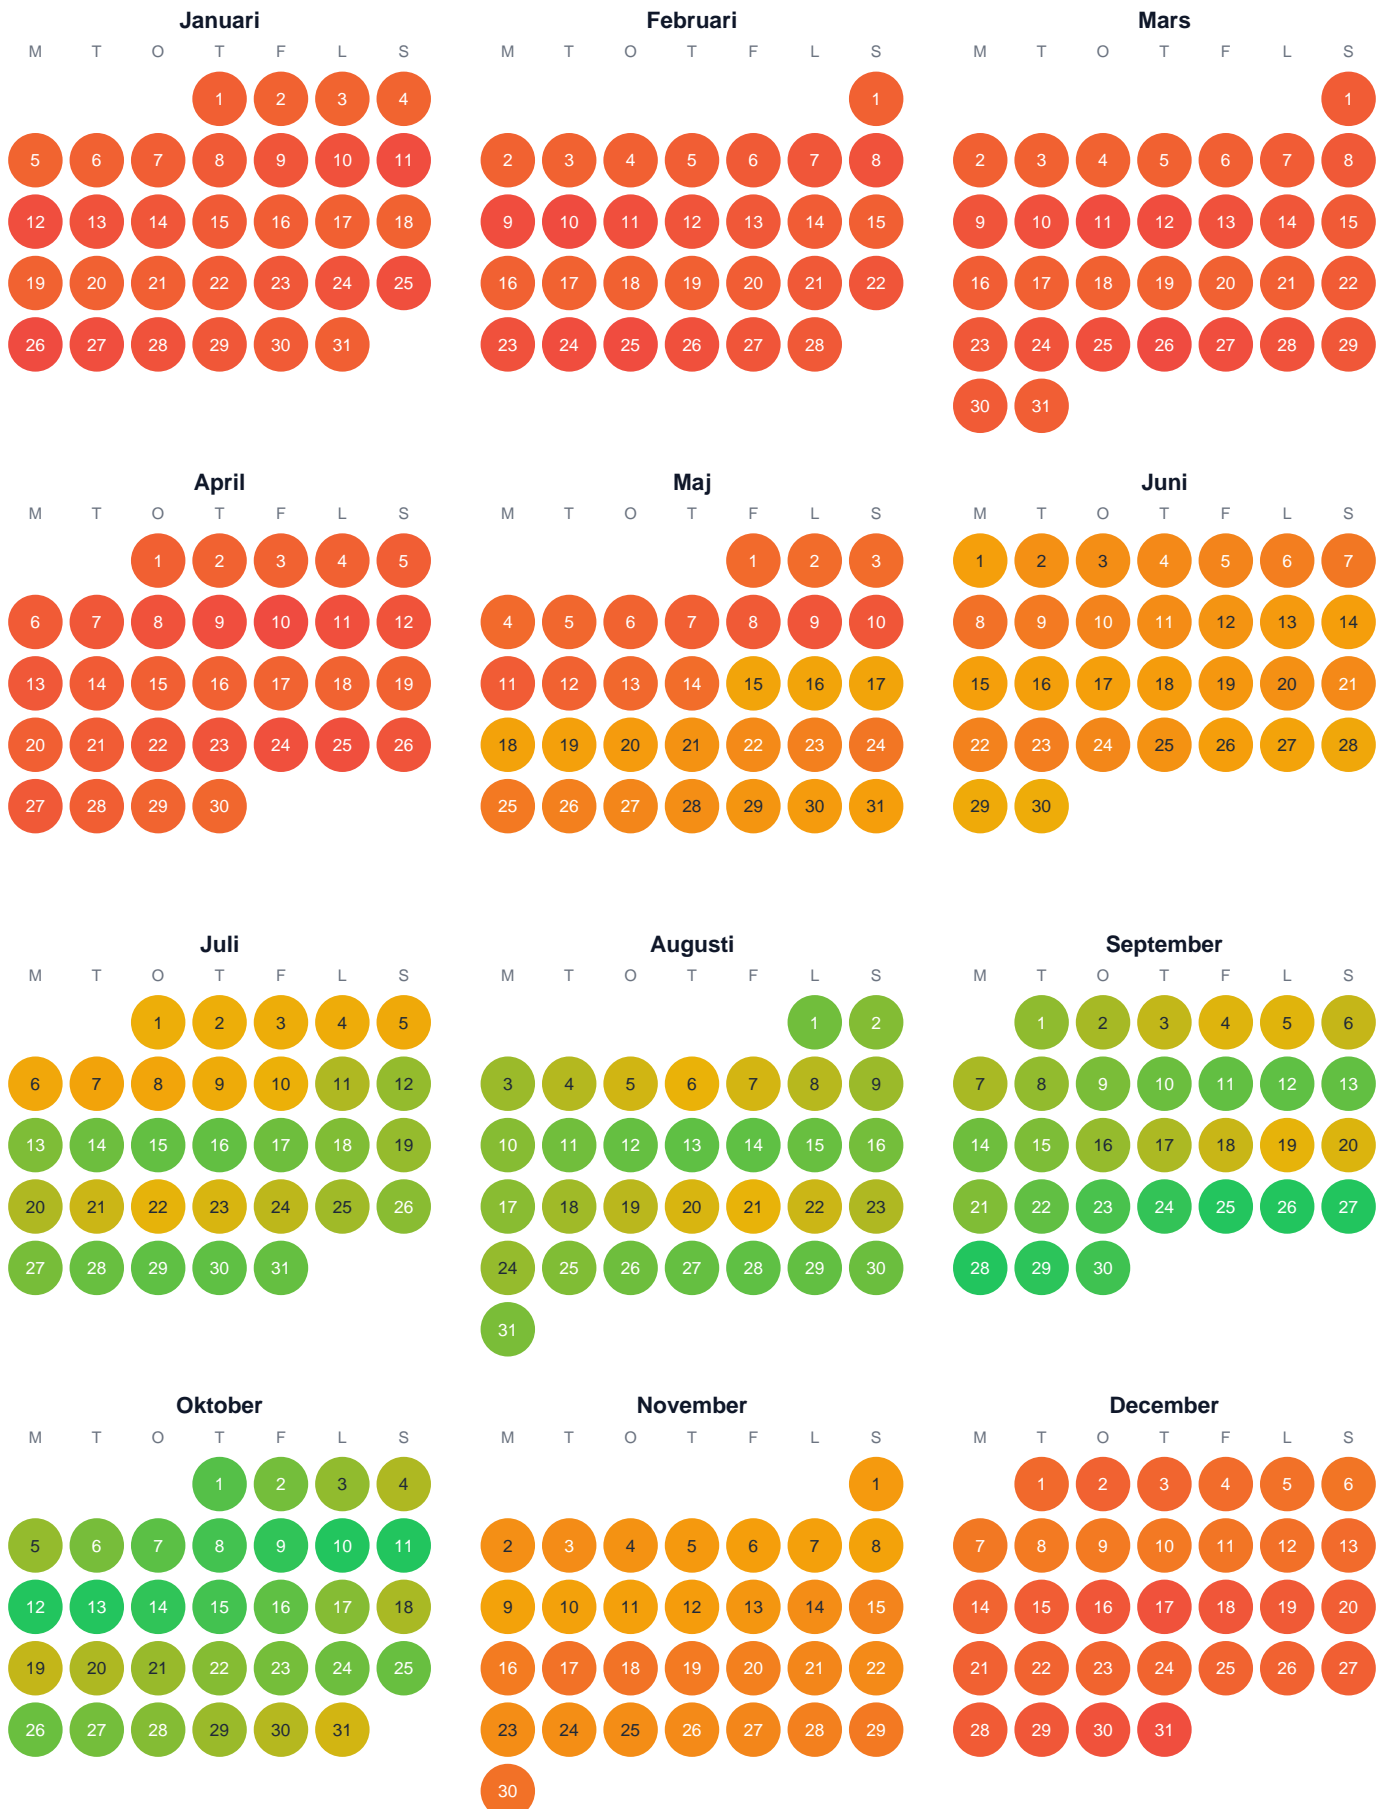 Januari Februari Mars
M T O T F L S M T O T F L S M T O T F L S
1 2 3 4 1 1
5 6 7 8 9 10 11 2 3 4 5 6 7 8 2 3 4 5 6 7 8
12 13 14 15 16 17 18 9 10 11 12 13 14 15 9 10 11 12 13 14 15
19 20 21 22 23 24 25 16 17 18 19 20 21 22 16 17 18 19 20 21 22
26 27 28 29 30 31 23 24 25 26 27 28 23 24 25 26 27 28 29
30 31
April Maj Juni
M T O T F L S M T O T F L S M T O T F L S
1 2 3 4 5 1 2 3 1 2 3 4 5 6 7
6 7 8 9 10 11 12 4 5 6 7 8 9 10 8 9 10 11 12 13 14
13 14 15 16 17 18 19 11 12 13 14 15 16 17 15 16 17 18 19 20 21
20 21 22 23 24 25 26 18 19 20 21 22 23 24 22 23 24 25 26 27 28
27 28 29 30 25 26 27 28 29 30 31 29 30
Juli Augusti September
M T O T F L S M T O T F L S M T O T F L S
1 2 3 4 5 1 2 1 2 3 4 5 6
6 7 8 9 10 11 12 3 4 5 6 7 8 9 7 8 9 10 11 12 13
13 14 15 16 17 18 19 10 11 12 13 14 15 16 14 15 16 17 18 19 20
20 21 22 23 24 25 26 17 18 19 20 21 22 23 21 22 23 24 25 26 27
27 28 29 30 31 24 25 26 27 28 29 30 28 29 30
31
Oktober November December
M T O T F L S M T O T F L S M T O T F L S
1 2 3 4 1 1 2 3 4 5 6
5 6 7 8 9 10 11 2 3 4 5 6 7 8 7 8 9 10 11 12 13
12 13 14 15 16 17 18 9 10 11 12 13 14 15 14 15 16 17 18 19 20
19 20 21 22 23 24 25 16 17 18 19 20 21 22 21 22 23 24 25 26 27
26 27 28 29 30 31 23 24 25 26 27 28 29 28 29 30 31
30